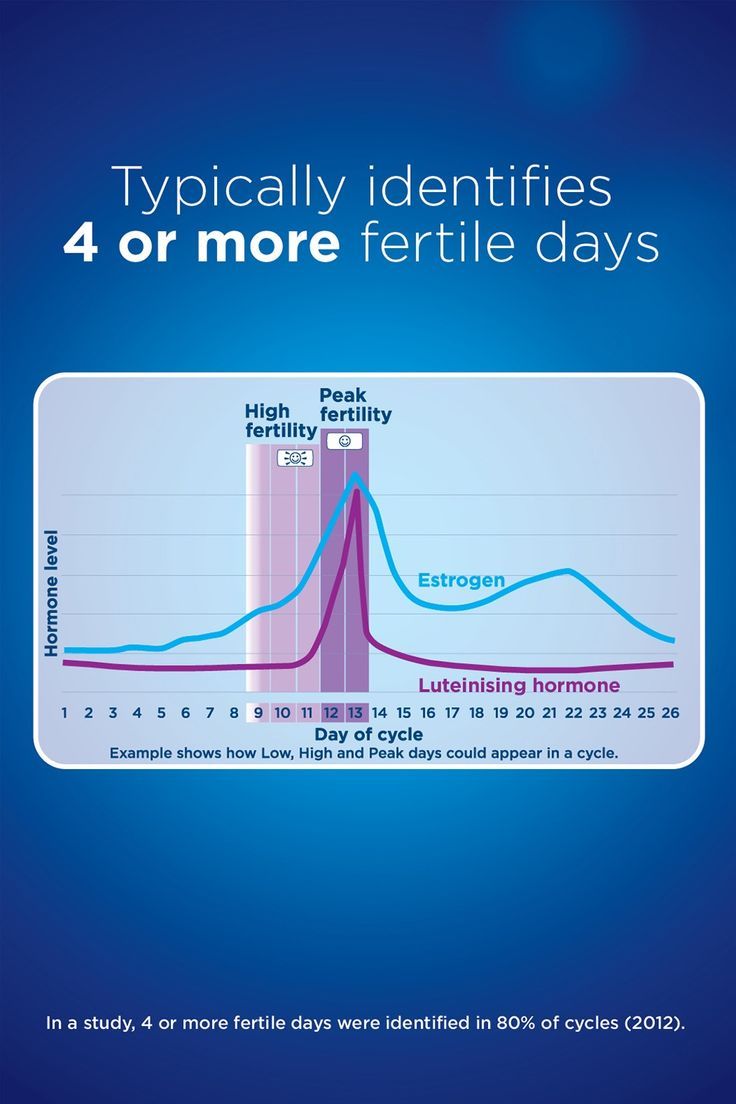 Typically identifies
4 or more fertile days
High
fertility
Peak
fertility
Hormone level
Estrogen
Luteinising hormone
1 2 3 4 5 6 7 8 9 10 11 12 13 14 15 16 17 18 19 20 21 22 23 24 25 26
Day of cycle
Example shows how Low, High and Peak days could appear in a cycle.
In a study, 4 or more fertile days were identified in 80% of cycles (2012).